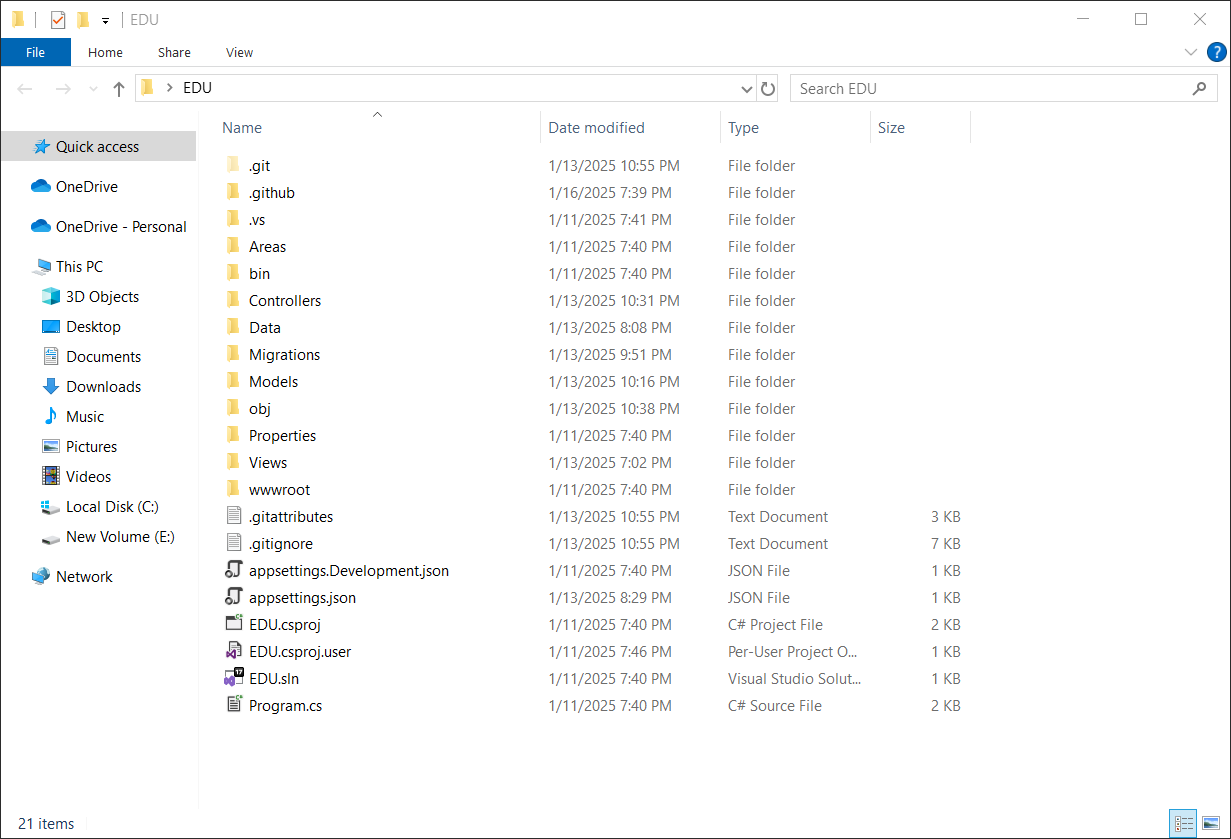 EDU
File Home Share View
EDU Search EDU
Name Date modified Type Size
Quick access
OneDrive
OneDrive - Personal
This PC
3D Objects
Desktop
Documents
Downloads
Music
Pictures
Videos
Local Disk (C:)
New Volume (E:)
Network
.git 1/13/2025 10:55 PM File folder
.github 1/16/2025 7:39 PM File folder
.vs 1/11/2025 7:41 PM File folder
Areas 1/11/2025 7:40 PM File folder
bin 1/11/2025 7:40 PM File folder
Controllers 1/13/2025 10:31 PM File folder
Data 1/13/2025 8:08 PM File folder
Migrations 1/13/2025 9:51 PM File folder
Models 1/13/2025 10:16 PM File folder
obj 1/13/2025 10:38 PM File folder
Properties 1/11/2025 7:40 PM File folder
Views 1/13/2025 7:02 PM File folder
wwwroot 1/11/2025 7:40 PM File folder
.gitattributes 1/13/2025 10:55 PM Text Document 3 KB
.gitignore 1/13/2025 10:55 PM Text Document 7 KB
appsettings.Development.json 1/11/2025 7:40 PM JSON File 1 KB
appsettings.json 1/13/2025 8:29 PM JSON File 1 KB
EDU.csproj 1/11/2025 7:40 PM C# Project File 2 KB
EDU.csproj.user 1/11/2025 7:46 PM Per-User Project O... 1 KB
EDU.sln 1/11/2025 7:40 PM Visual Studio Solut... 1 KB
Program.cs 1/11/2025 7:40 PM C# Source File 2 KB
21 items